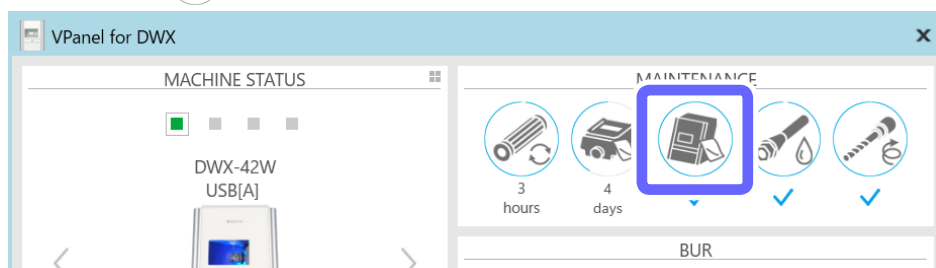 VPanel for DWX
MACHINE STATUS
DWX-42W
USB[A]
MAINTENANCE
3
hours
4
days
BUR